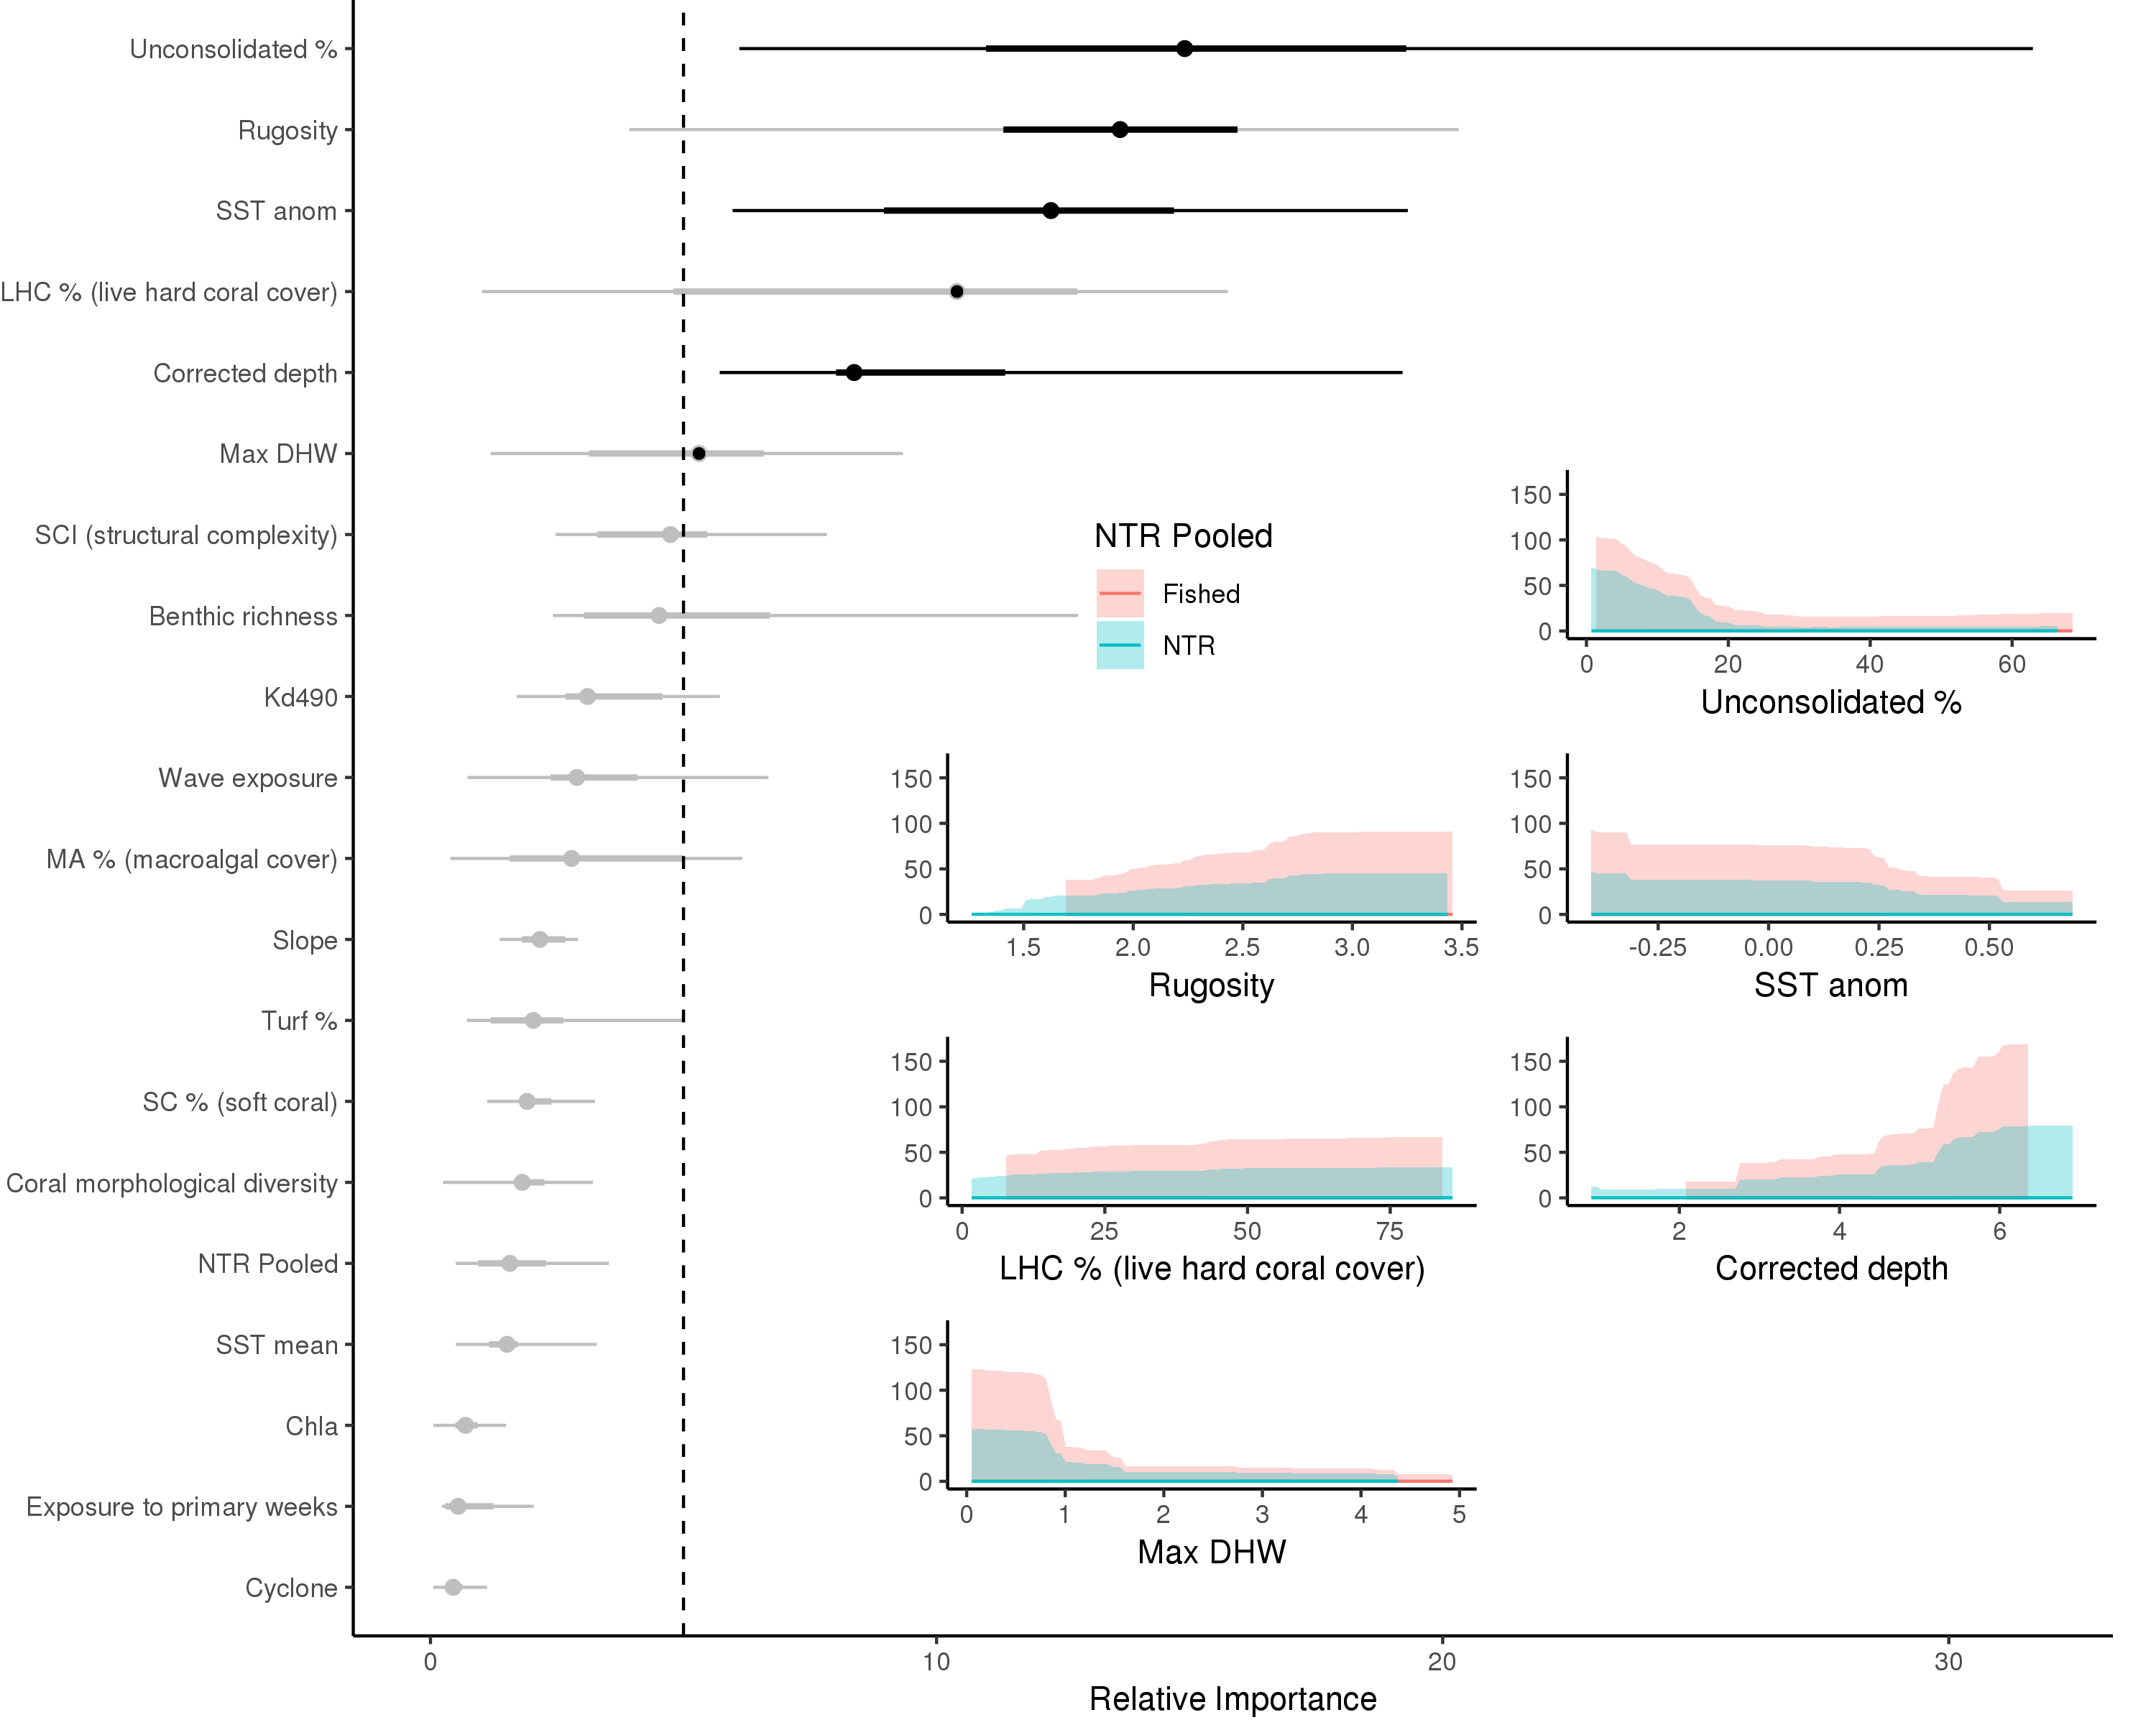 Unconsolidated %
Rugosity
SST anom
LHC % (live hard coral cover)
Corrected depth
Max DHW
SCI (structural complexity)
Benthic richness
Kd490
Wave exposure
MA % (macroalgal cover)
Slope
Turf %
SC % (soft coral)
Coral morphological diversity
NTR Pooled
SST mean
Chla
Exposure to primary weeks
Cyclone
0 10 20 30
Relative Importance
NTR Pooled
Fished
NTR
150
100
50
0
0 20 40 60
Unconsolidated %
150
100
50
0
1.5 2.0 2.5 3.0 3.5
Rugosity
150
100
50
0
-0.25 0.00 0.25 0.50
SST anom
150
100
50
0
0 25 50 75
LHC % (live hard coral cover)
150
100
50
0
2 4 6
Corrected depth
150
100
50
0
0 1 2 3 4 5
Max DHW